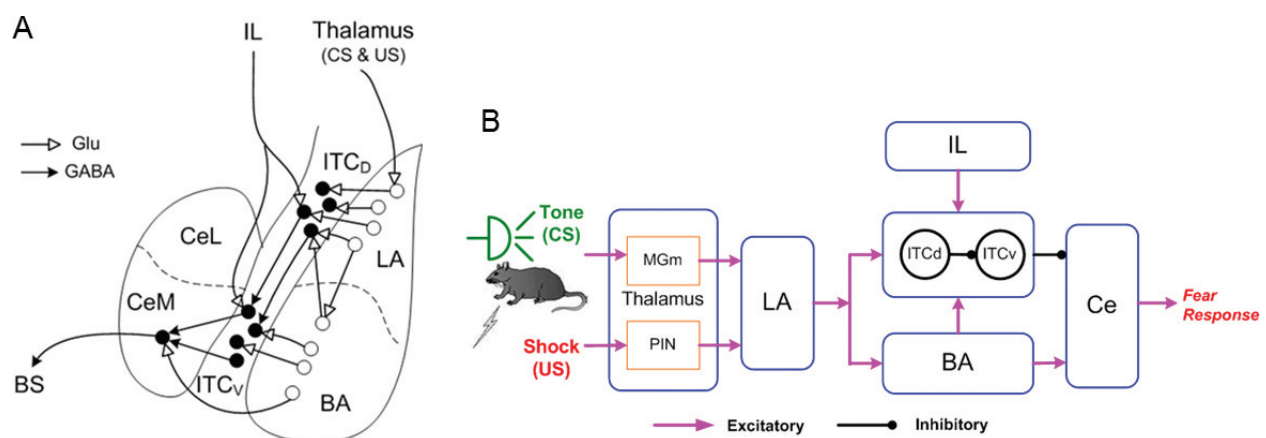 A
IL
Thalamus
(CS & US)
Glu
GABA
ITCD
CeL
LA
CeM
BS
ITCV
BA
B
IL
Tone
(CS)
MGm
Thalamus
PIN
Shock
(US)
LA
ITCd
ITCv
BA
Ce
Fear
Response
Excitatory
Inhibitory